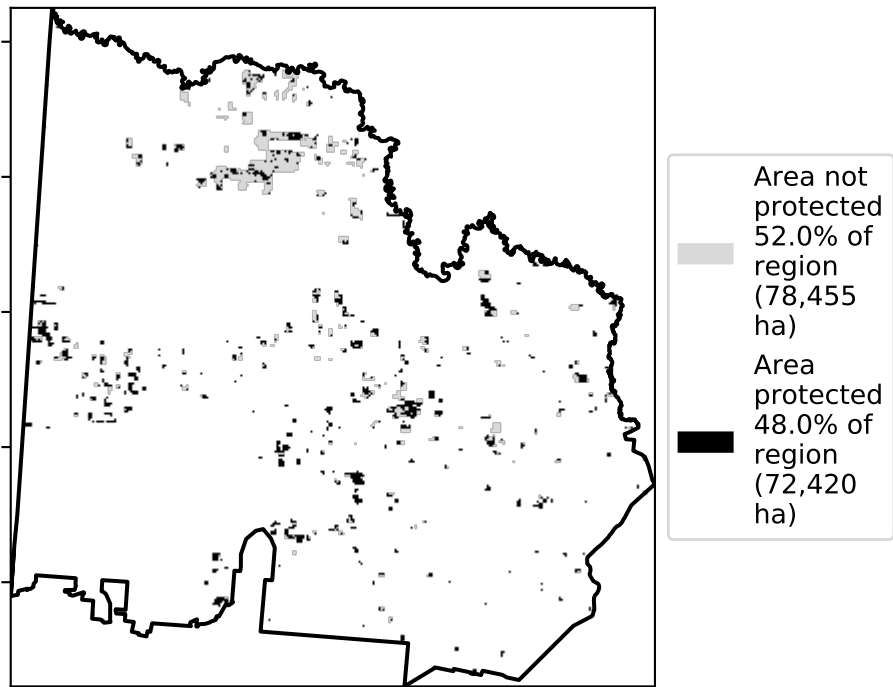 Area not
protected
52.0% of
region
(78,455
ha)
Area
protected
48.0% of
region
(72,420
ha)